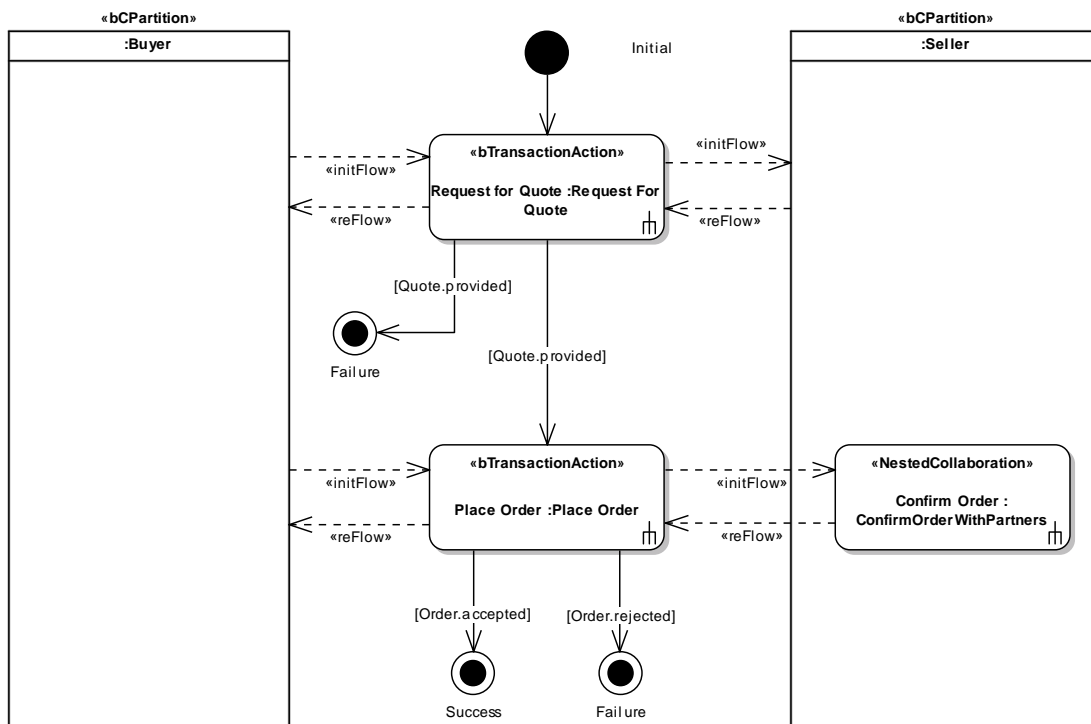 «bCPartition»
:Buyer
«bCPartition»
:Seller
Initial
«bTransactionAction»
Request for Quote :Request For
Quote
«initFlow»
«initFlow»
«reFlow»
«reFlow»
[Quote.provided]
Failure
[Quote.provided]
«bTransactionAction»
Place Order :Place Order
«initFlow»
«initFlow»
«reFlow»
«reFlow»
«NestedCollaboration»
Confirm Order :
ConfirmOrderWithPartners
[Order.accepted]
[Order.rejected]
Success
Failure